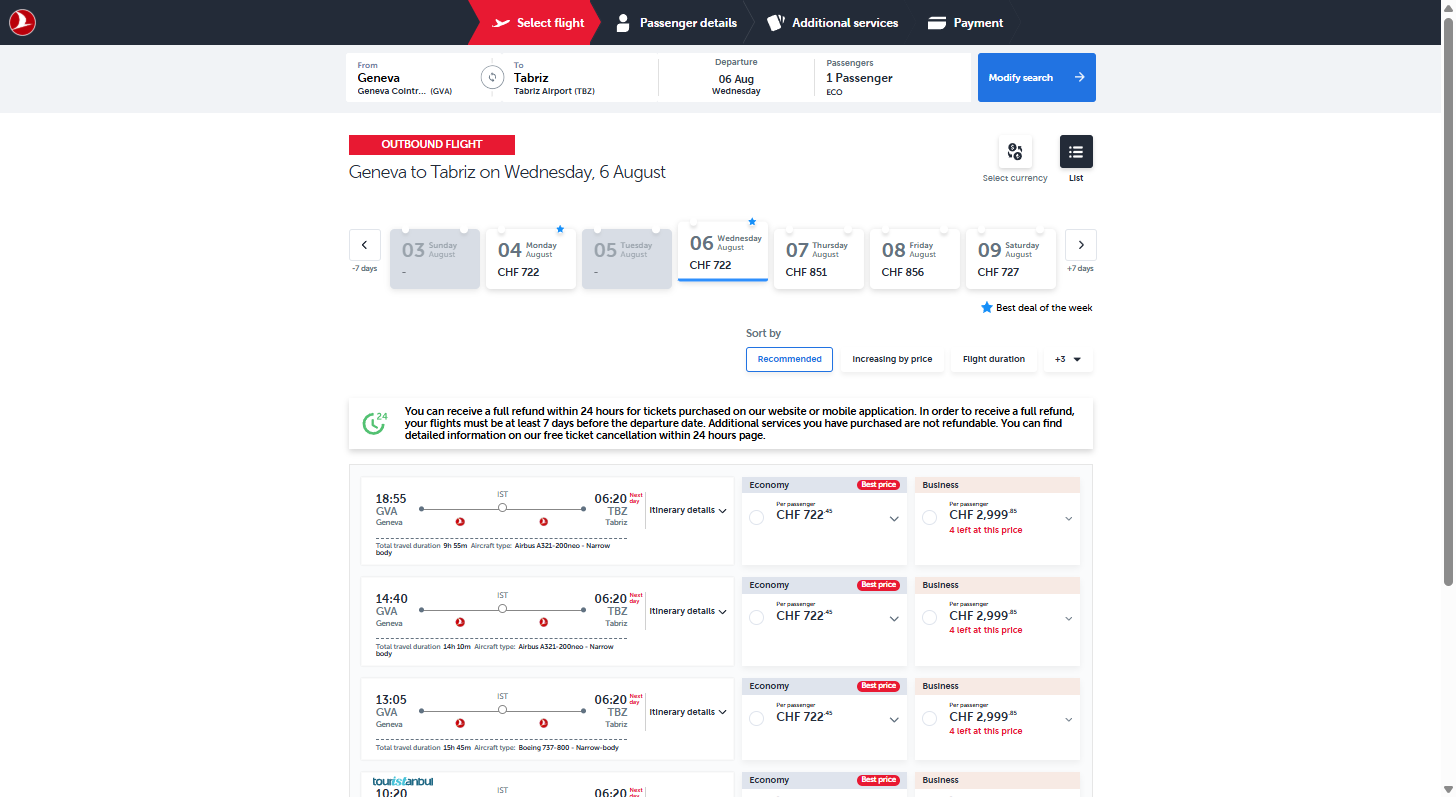 Select flight
Passenger details
Additional services
Payment
From
Geneva
Geneva Cointr... (GVA)
To
Tabriz
Tabriz Airport (TBZ)
Departure
06 Aug
Wednesday
Passengers
1 Passenger
ECO
Modify search
OUTBOUND FLIGHT
Geneva to Tabriz on Wednesday, 6 August
Select currency
List
-7 days
03 Sunday August
-
04 Monday August
CHF 722
05 Tuesday August
-
06 Wednesday August
CHF 722
07 Thursday August
CHF 851
08 Friday August
CHF 856
09 Saturday August
CHF 727
+7 days
Best deal of the week
Sort by
Recommended
Increasing by price
Flight duration
+3
24
You can receive a full refund within 24 hours for tickets purchased on our website or mobile application. In order to receive a full refund,
your flights must be at least 7 days before the departure date. Additional services you have purchased are not refundable. You can find
detailed information on our free ticket cancellation within 24 hours page.
18:55
GVA
Geneva
IST
06:20 Next day
TBZ
Tabriz
Itinerary details
Total travel duration 9h 55m Aircraft type: Airbus A321-200neo - Narrow
body
Economy
Best price
Per passenger
CHF 722.45
Business
Per passenger
CHF 2,999.85
4 left at this price
14:40
GVA
Geneva
IST
06:20 Next day
TBZ
Tabriz
Itinerary details
Total travel duration 14h 10m Aircraft type: Airbus A321-200neo - Narrow
body
Economy
Best price
Per passenger
CHF 722.45
Business
Per passenger
CHF 2,999.85
4 left at this price
13:05
GVA
Geneva
IST
06:20 Next day
TBZ
Tabriz
Itinerary details
Total travel duration 15h 45m Aircraft type: Boeing 737-800 - Narrow-body
Economy
Best price
Per passenger
CHF 722.45
Business
Per passenger
CHF 2,999.85
4 left at this price
touristanbul
10:20
IST
06:20 Next day
Economy
Best price
Business